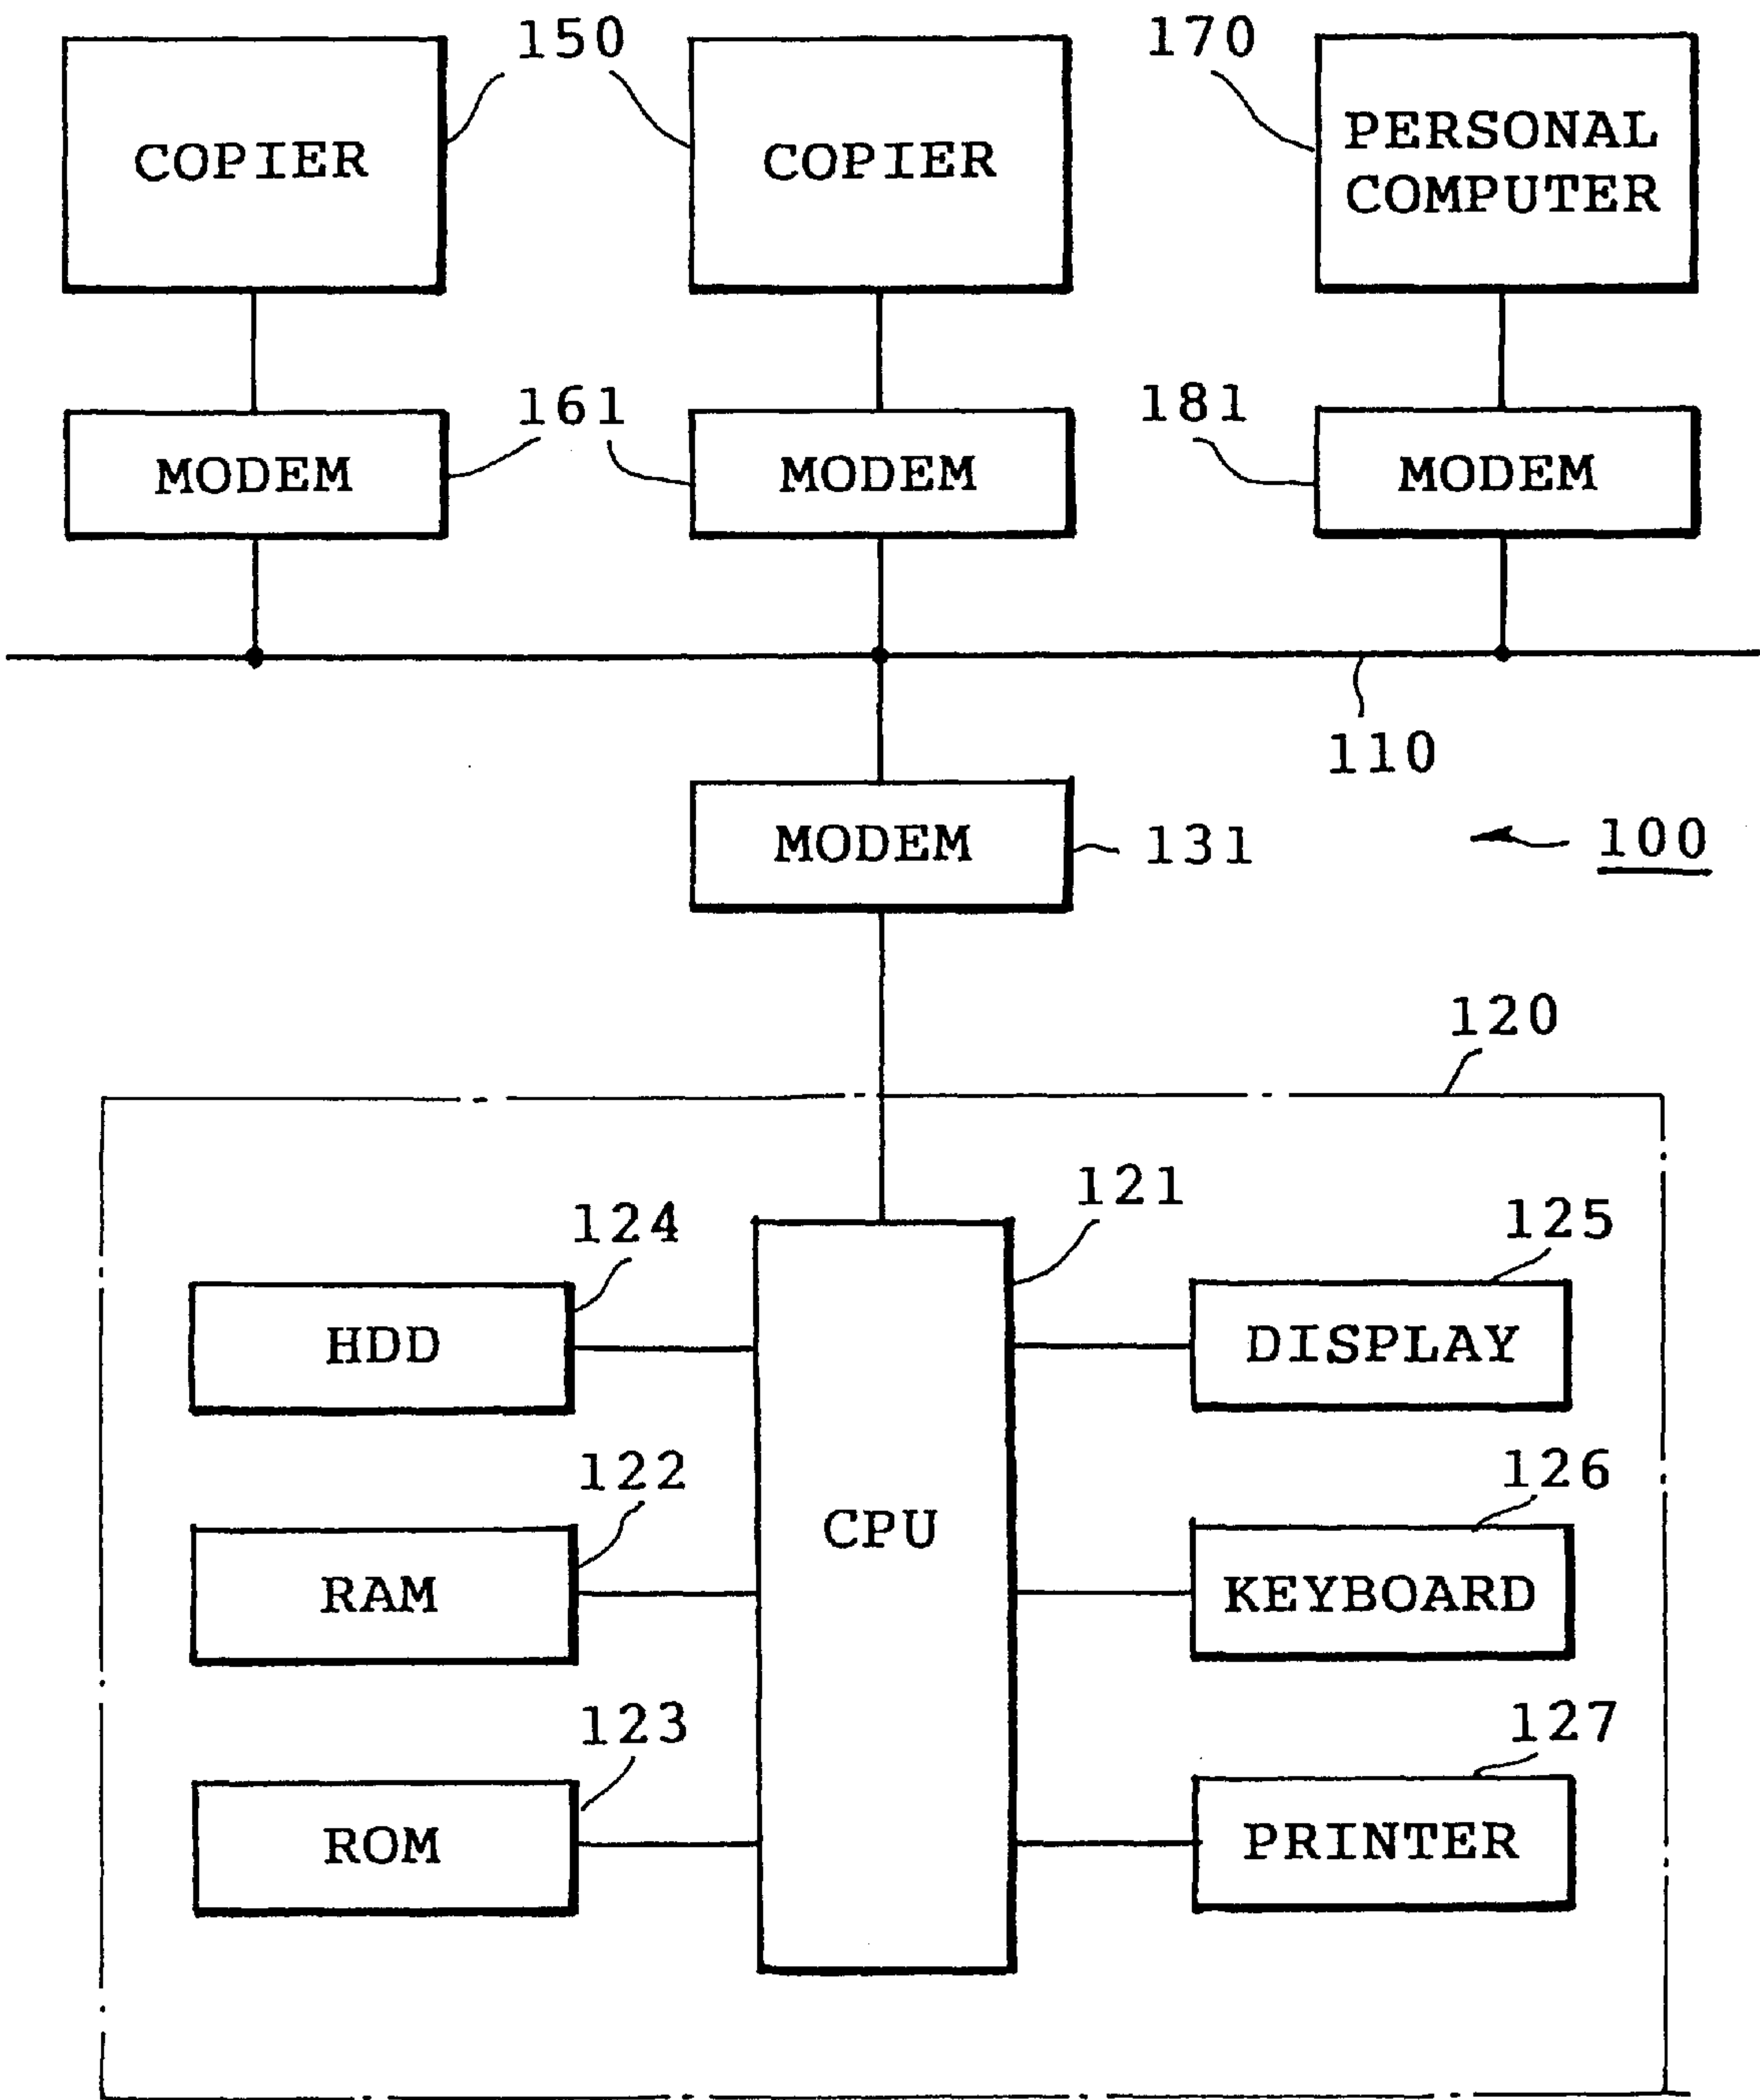 150
170
COPIER
COPIER
PERSONAL
COMPUTER
161
181
MODEM
MODEM
MODEM
110
MODEM
131
100
120
121
124
125
HDD
DISPLAY
122
126
CPU
RAM
KEYBOARD
123
127
ROM
PRINTER